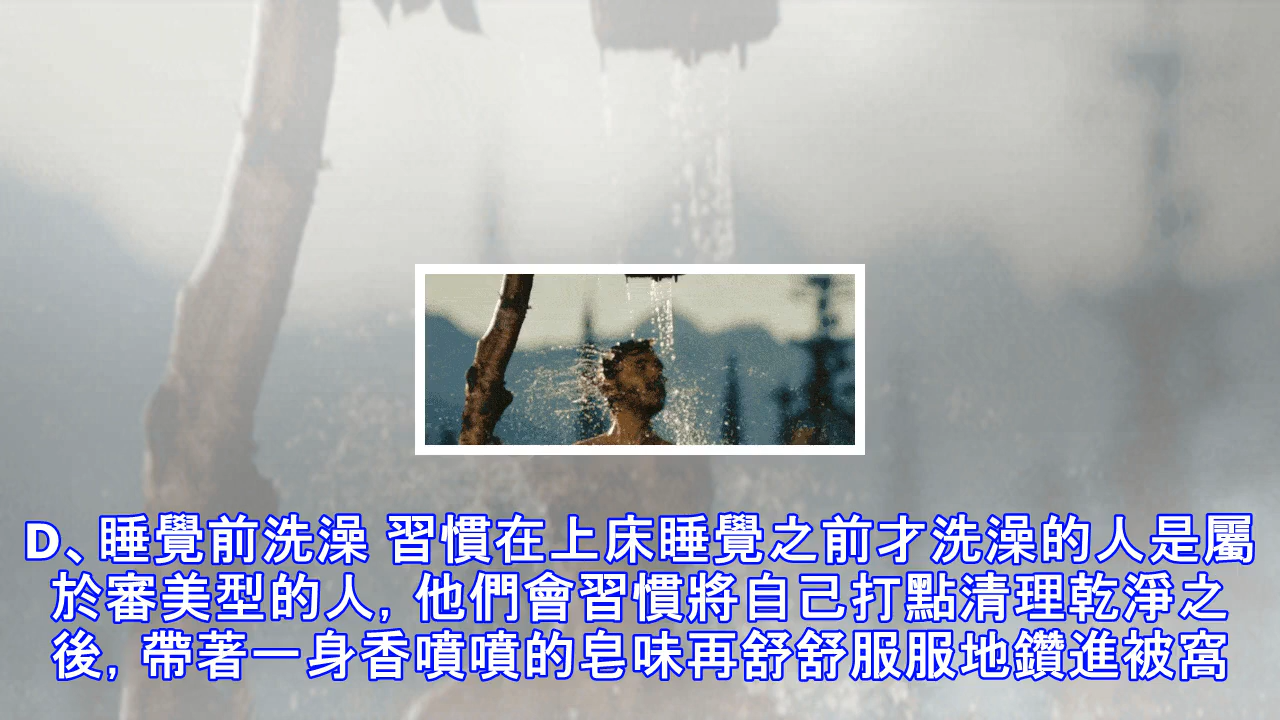 D、睡覺前洗澡 習慣在上床睡覺之前才洗澡的人是屬
於審美型的人, 他們會習慣將自己打點清理乾淨之
後, 帶著一身香噴噴的皂味再舒舒服服地鑽進被窩